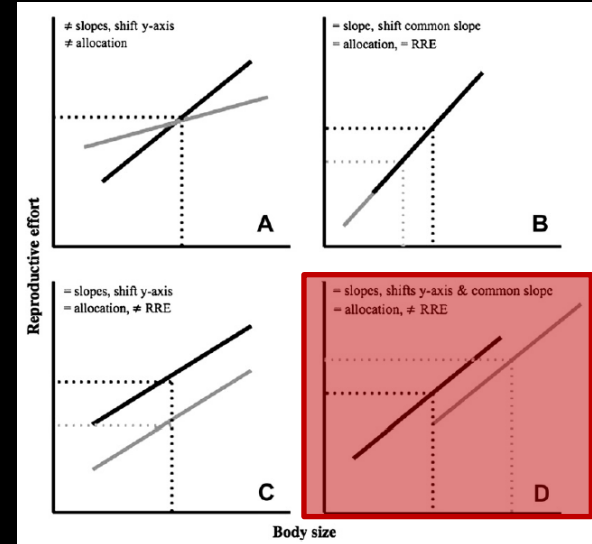 ≠ slopes, shift y-axis
≠ allocation
A
= slope, shift common slope
= allocation, = RRE
B
Reproductive effort
= slopes, shift y-axis
= allocation, ≠ RRE
C
= slopes, shifts y-axis & common slope
= allocation, ≠ RRE
D
Body size